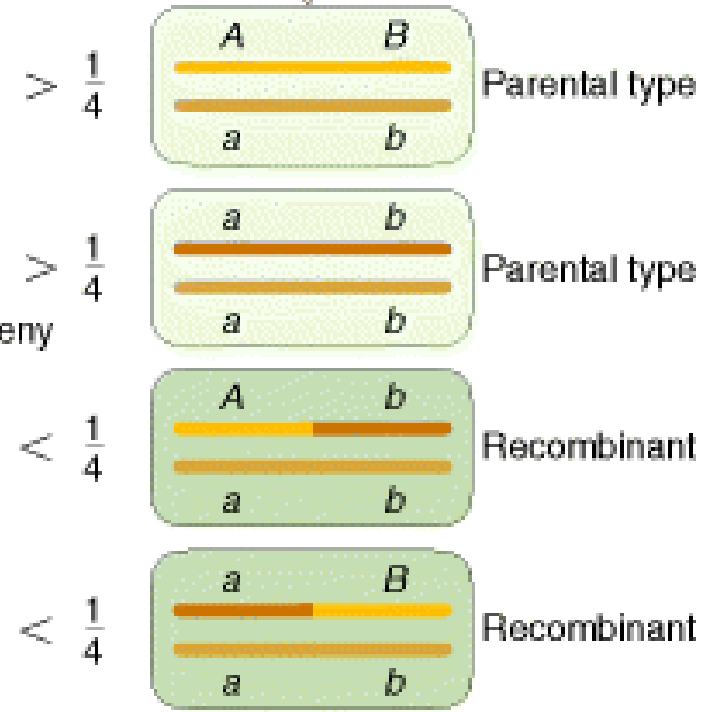 A B
> 1/4 Parental type
a b
a b
> 1/4 Parental type
a b
eny
A b
< 1/4 Recombinant
a b
a B
< 1/4 Recombinant
a b